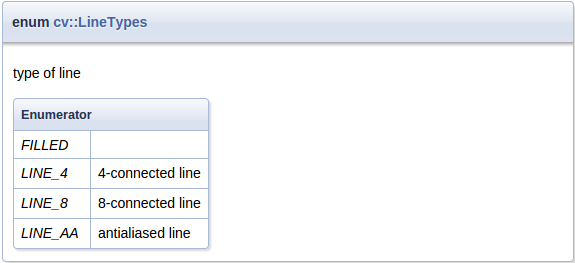 enum cv::LineTypes
type of line
Enumerator
FILLED
LINE_4 4-connected line
LINE_8 8-connected line
LINE_AA antialiased line